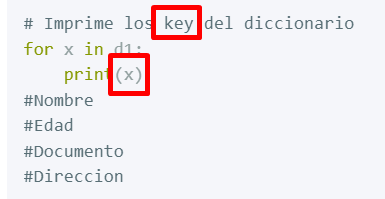 # Imprime los key del diccionario
for x in d1:
    print(x)
#Nombre
#Edad
#Documento
#Direccion